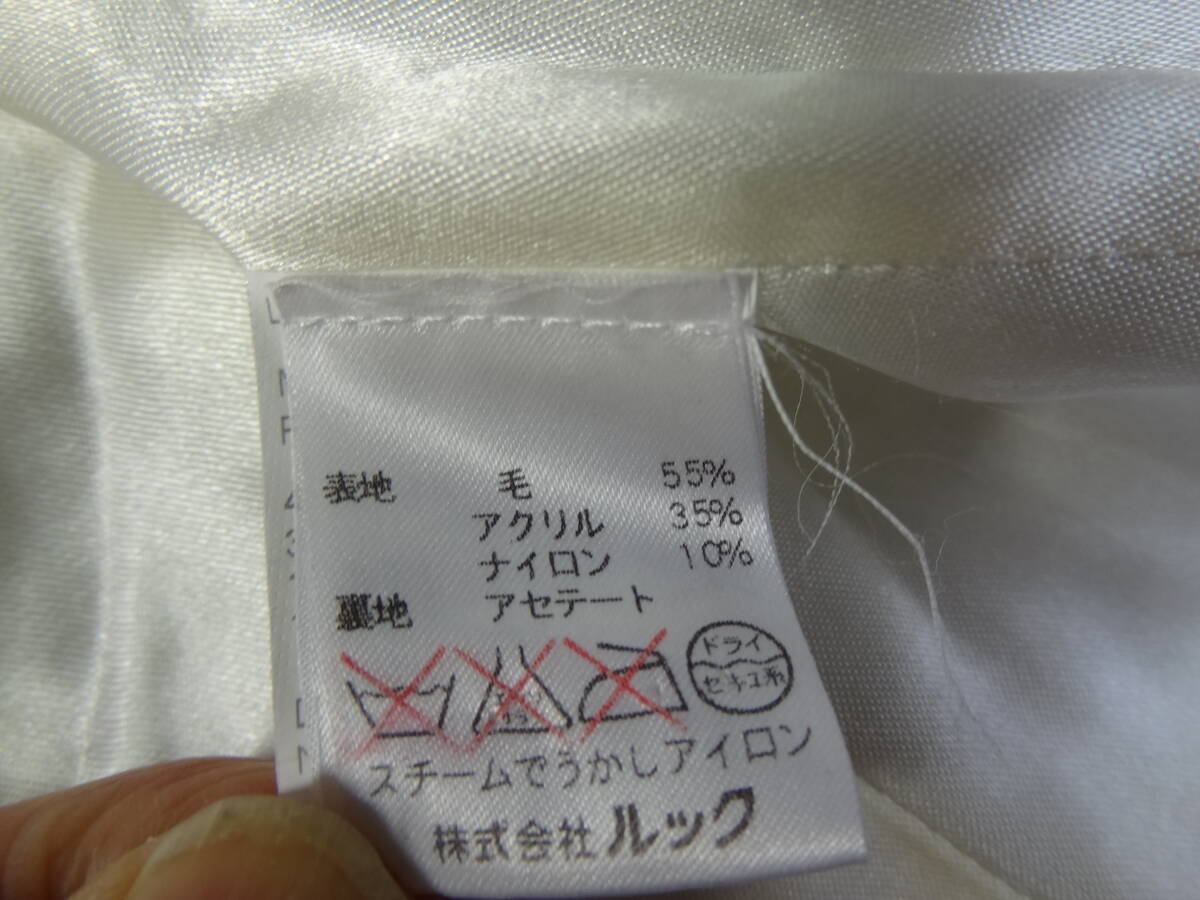 表地 毛 55%
アクリル 35%
ナイロン 10%
裏地 アセテート
ドライ
セキユ系
スチームでうかしアイロン
株式会社ルック